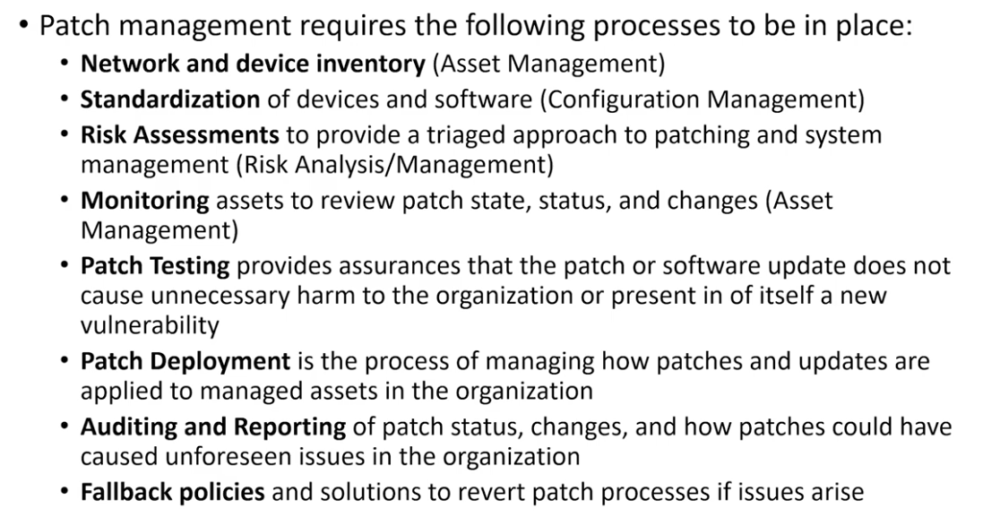 • Patch management requires the following processes to be in place:
• Network and device inventory (Asset Management)
• Standardization of devices and software (Configuration Management)
• Risk Assessments to provide a triaged approach to patching and system
management (Risk Analysis/Management)
• Monitoring assets to review patch state, status, and changes (Asset
Management)
• Patch Testing provides assurances that the patch or software update does not
cause unnecessary harm to the organization or present in of itself a new
vulnerability
• Patch Deployment is the process of managing how patches and updates are
applied to managed assets in the organization
• Auditing and Reporting of patch status, changes, and how patches could have
caused unforeseen issues in the organization
• Fallback policies and solutions to revert patch processes if issues arise